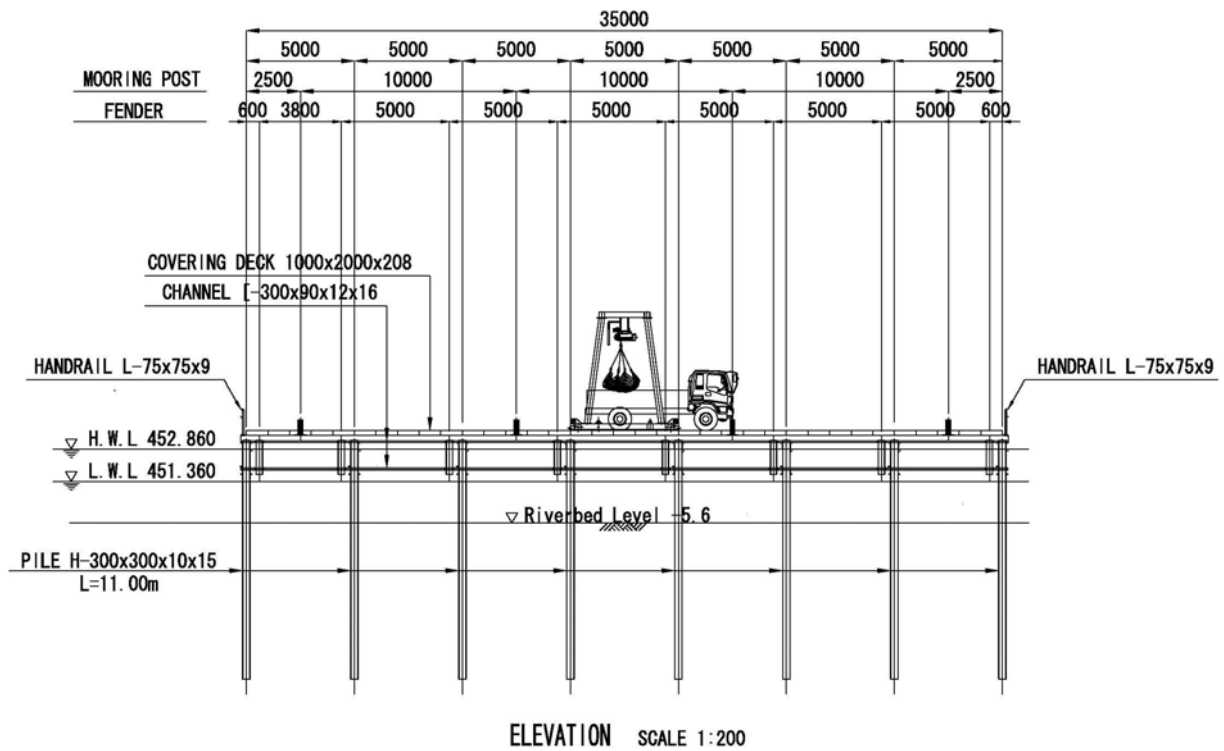 35000
5000 5000 5000 5000 5000 5000 5000
MOORING POST 2500 10000 10000 10000 2500
FENDER 600 3800 5000 5000 5000 5000 5000 5000 600
COVERING DECK 1000x2000x208
CHANNEL [-300x90x12x16
HANDRAIL L-75x75x9 HANDRAIL L-75x75x9
H.W.L 452.860
L.W.L 451.360
Riverbed Level -5.6
PILE H-300x300x10x15
L=11.00m
ELEVATION SCALE 1:200